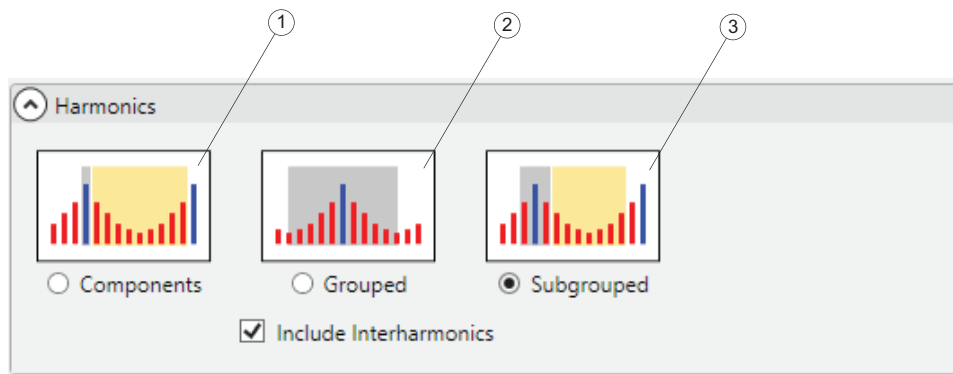 1 2 3
Harmonics
Components Grouped Subgrouped
Include Interharmonics